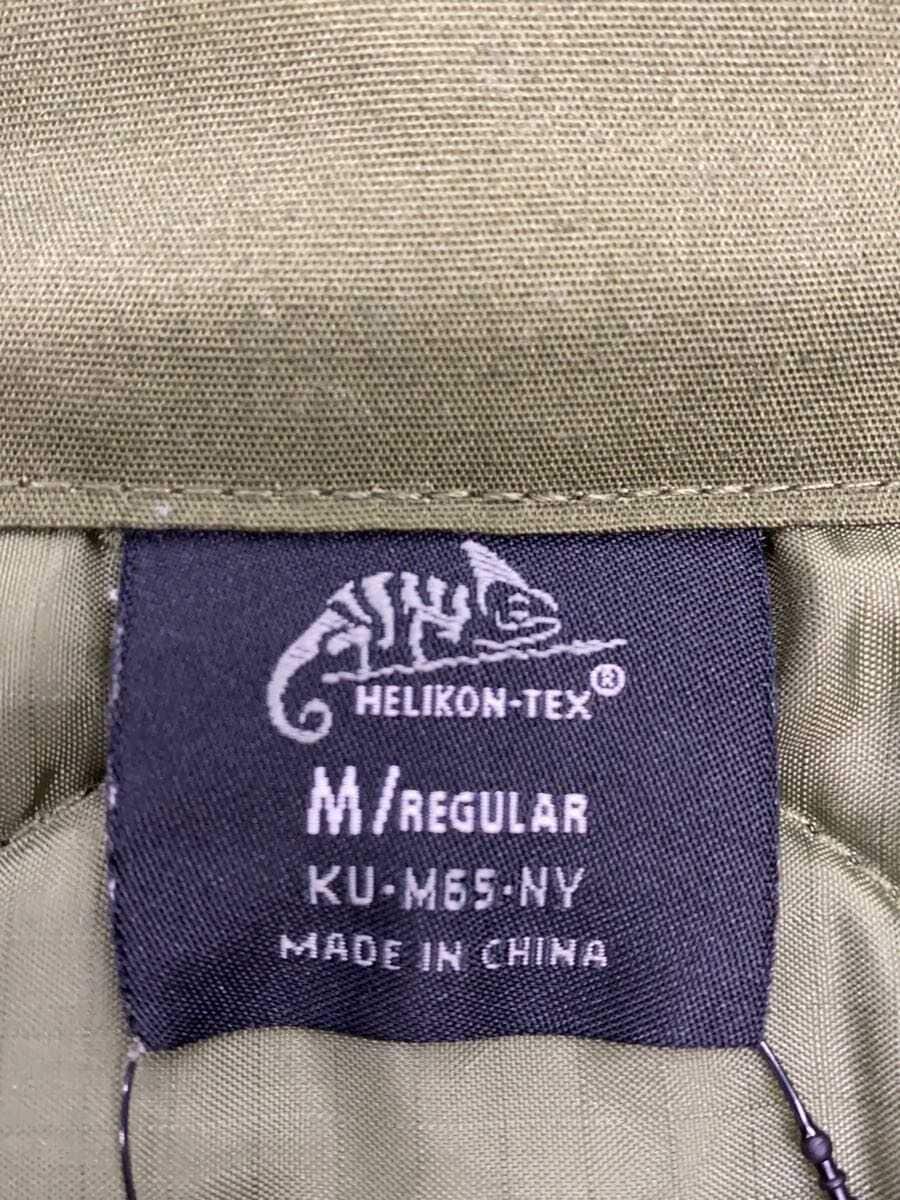 HELIKON-TEX®
M/REGULAR
KU-M65-NY
MADE IN CHINA